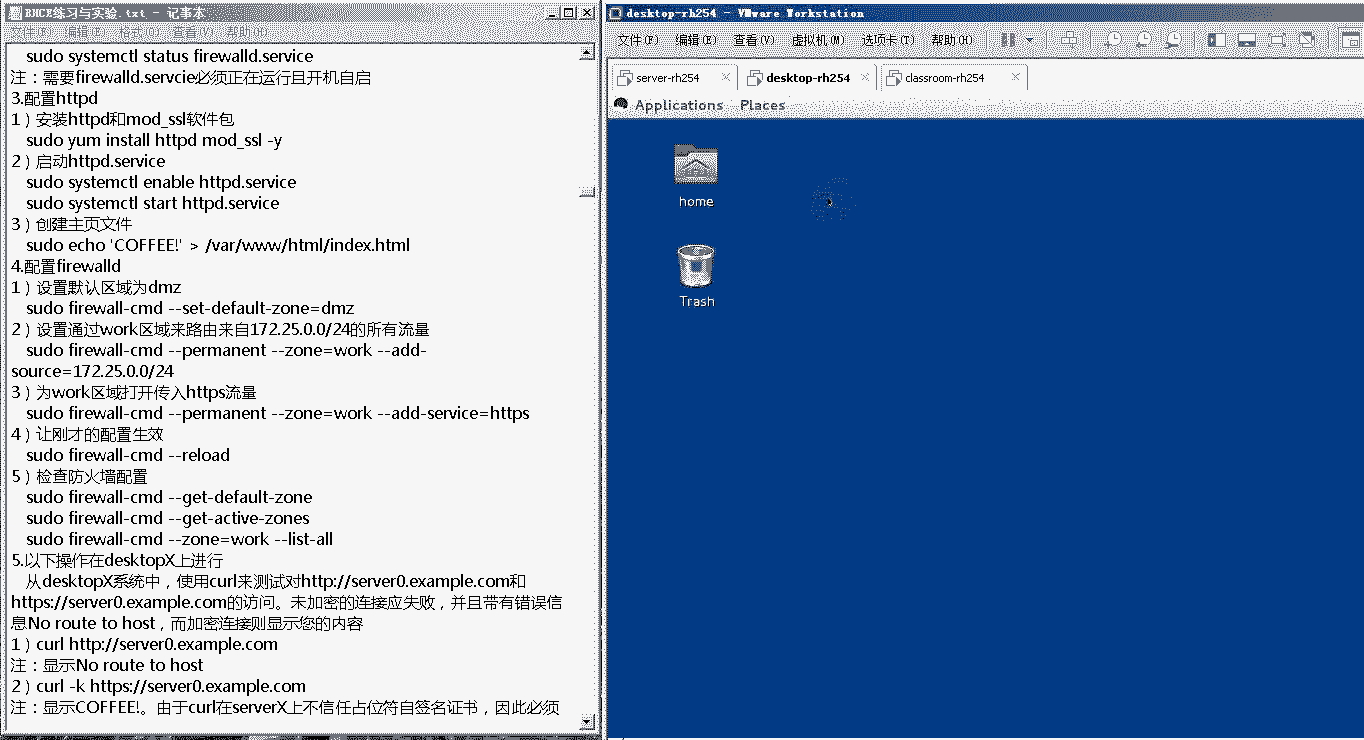 RHCE练习与实验.txt - 记事本
文件(F) 编辑(E) 格式(O) 查看(V) 帮助(H)
sudo systemctl status firewalld.service
注：需要firewalld.servcie必须正在运行且开机自启
3.配置httpd
1）安装httpd和mod_ssl软件包
sudo yum install httpd mod_ssl -y
2）启动httpd.service
sudo systemctl enable httpd.service
sudo systemctl start httpd.service
3）创建主页文件
sudo echo 'COFFEE!' > /var/www/html/index.html
4.配置firewalld
1）设置默认区域为dmz
sudo firewall-cmd --set-default-zone=dmz
2）设置通过work区域来路由来自172.25.0.0/24的所有流量
sudo firewall-cmd --permanent --zone=work --add-
source=172.25.0.0/24
3）为work区域打开传入https流量
sudo firewall-cmd --permanent --zone=work --add-service=https
4）让刚才的配置生效
sudo firewall-cmd --reload
5）检查防火墙配置
sudo firewall-cmd --get-default-zone
sudo firewall-cmd --get-active-zones
sudo firewall-cmd --zone=work --list-all
5.以下操作在desktopX上进行
从desktopX系统中，使用curl来测试对http://server0.example.com和
https://server0.example.com的访问。未加密的连接应失败，并且带有错误信
息No route to host，而加密连接则显示您的内容
1）curl http://server0.example.com
注：显示No route to host
2）curl -k https://server0.example.com
注：显示COFFEE!。由于curl在serverX上不信任占位符自签名证书，因此必须
desktop-rh254 - VMware Workstation
文件(F) 编辑(E) 查看(V) 虚拟机(M) 选项卡(T) 帮助(H)
server-rh254 desktop-rh254 classroom-rh254
Applications Places
home
Trash